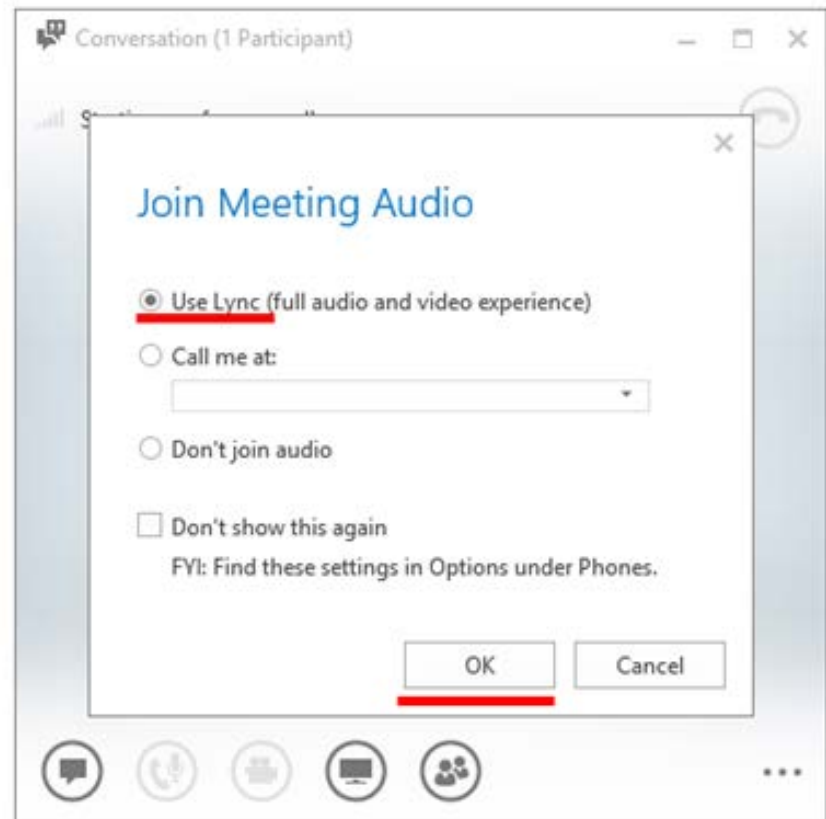 Conversation (1 Participant)
Join Meeting Audio
Use Lync (full audio and video experience)
Call me at:
Don't join audio
Don't show this again
FYI: Find these settings in Options under Phones.
OK
Cancel